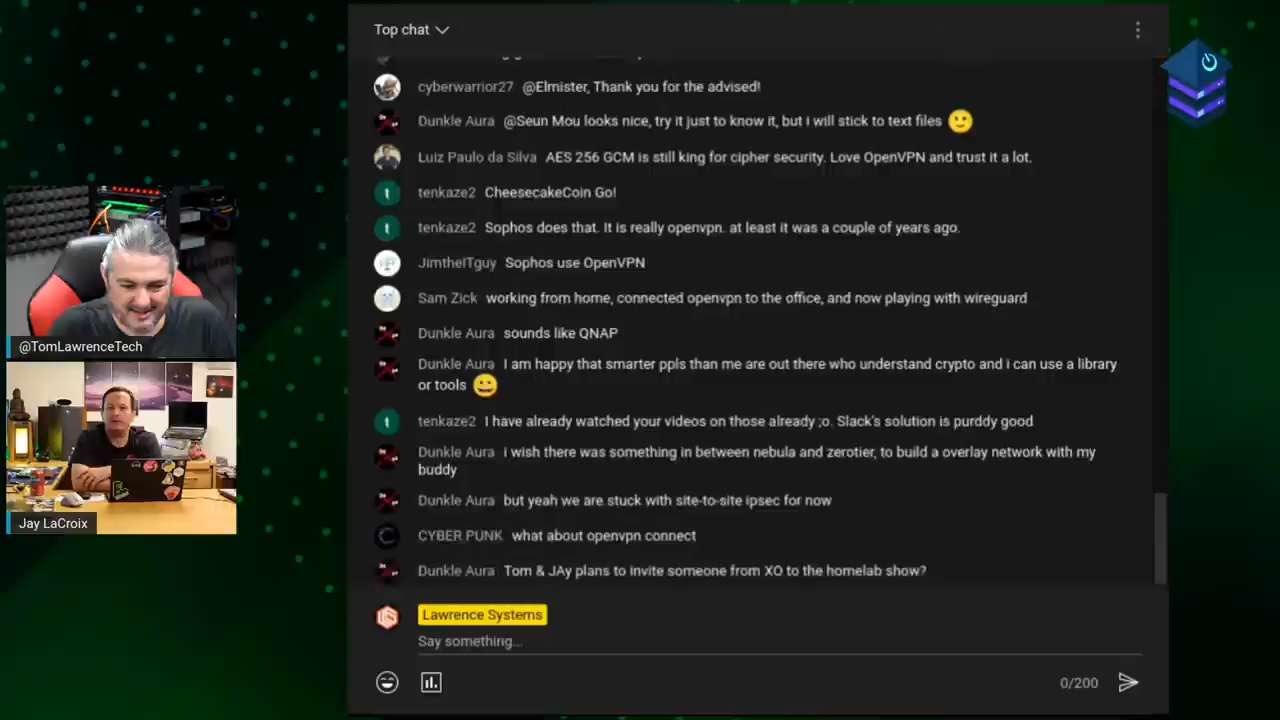 Top chat
cyberwarrior27 @Elmister, Thank you for the advised!
Dunkle Aura @Seun Mou looks nice, try it just to know it, but i will stick to text files
Luiz Paulo da Silva AES 256 GCM is still king for cipher security. Love OpenVPN and trust it a lot.
tenkaze2 CheesecakeCoin Go!
tenkaze2 Sophos does that. It is really openvpn. at least it was a couple of years ago.
JimtheITguy Sophos use OpenVPN
Sam Zick working from home, connected openvpn to the office, and now playing with wireguard
Dunkle Aura sounds like QNAP
Dunkle Aura I am happy that smarter ppls than me are out there who understand crypto and i can use a library
or tools
tenkaze2 I have already watched your videos on those already ;o. Slack's solution is purddy good
Dunkle Aura i wish there was something in between nebula and zerotier, to build a overlay network with my
buddy
Dunkle Aura but yeah we are stuck with site-to-site ipsec for now
CYBER PUNK what about openvpn connect
Dunkle Aura Tom & JAy plans to invite someone from XO to the homelab show?
Lawrence Systems
Say something...
0/200
@TomLawrenceTech
Jay LaCroix